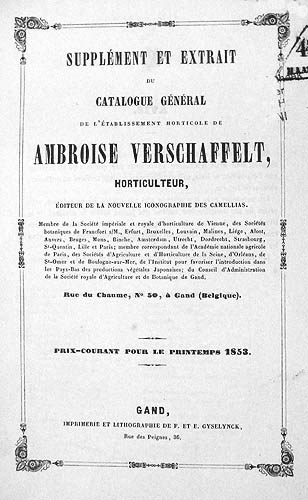 SUPPLÉMENT ET EXTRAIT
DU
CATALOGUE GÉNÉRAL
DE L'ÉTABLISSEMENT HORTICOLE DE
AMBROISE VERSCHAFFELT,
HORTICULTEUR,
ÉDITEUR DE LA NOUVELLE ICONOGRAPHIE DES CAMELLIAS.
Membre de la Société impériale et royale d'horticulture de Vienne, des Sociétés
botaniques de Francfort s/M., Erfurt, Bruxelles, Louvain, Malines, Liége, Alost,
Anvers, Bruges, Mons, Binche, Amsterdam, Utrecht, Dordrecht, Strasbourg,
St-Quentin, Lille et Paris; membre correspondant de l'Académie nationale agricole
de Paris, des Sociétés d'Agriculture et d'Horticulture de la Seine, d'Orléans, de
St-Omer et de Boulogne-sur-Mer, de l'Institut pour favoriser l'introduction dans
les Pays-Bas des productions végétales Japonaises; du Conseil d'Administration
de la Société royale d'Agriculture et de Botanique de Gand.
Rue du Chaume, No 50, à Gand (Belgique).
PRIX-COURANT POUR LE PRINTEMPS 1853.
GAND,
IMPRIMERIE ET LITHOGRAPHIE DE F. ET E. GYSELYNCK,
Rue des Peignes, 36.